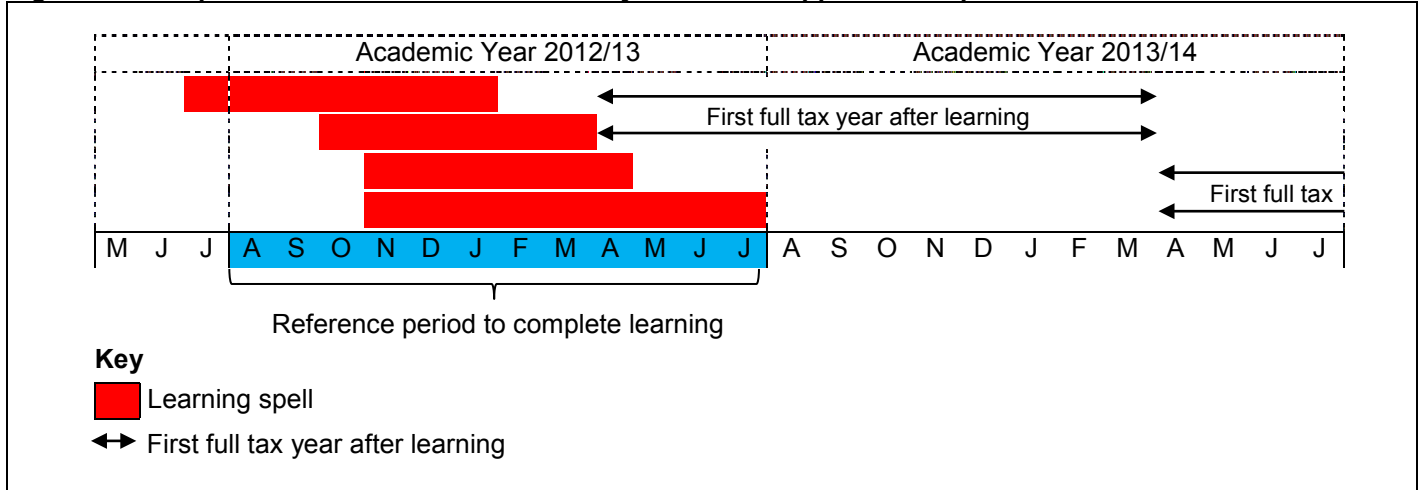 Academic Year 2012/13 Academic Year 2013/14
First full tax year after learning
First full tax
M J J A S O N D J F M A M J J A S O N D J F M A M J J
Reference period to complete learning
Key
Learning spell
First full tax year after learning